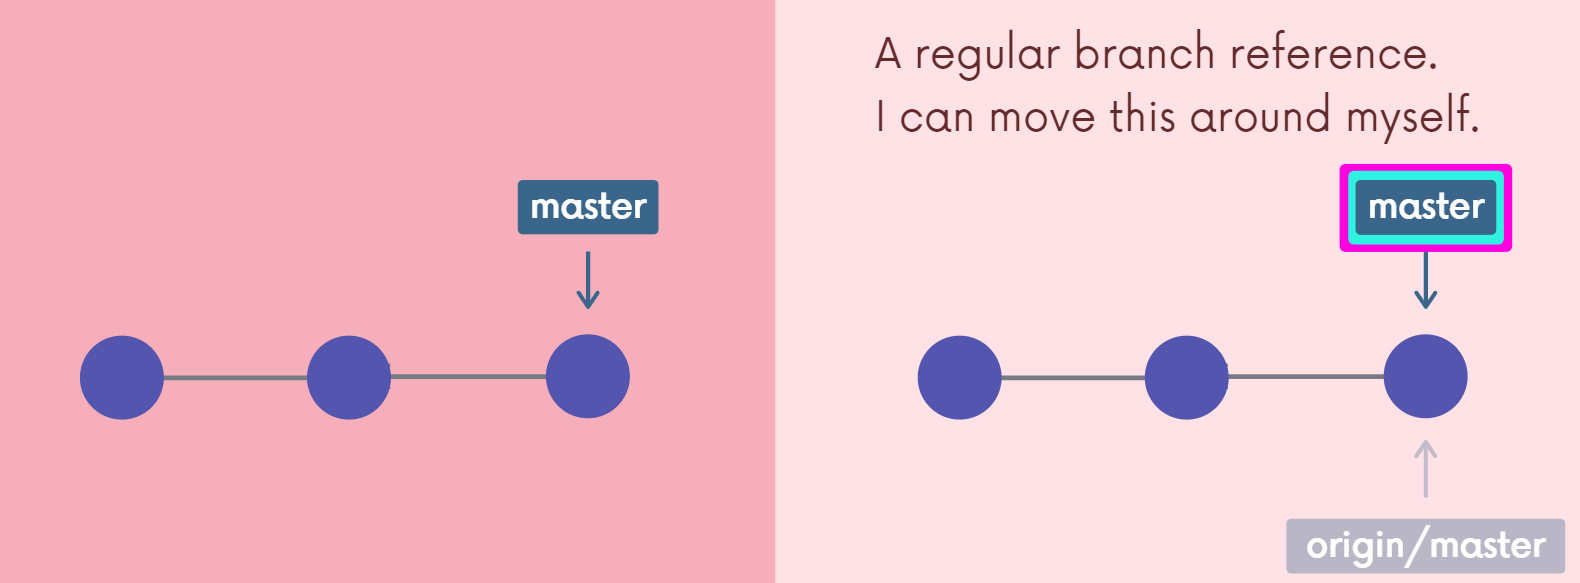 A regular branch reference.
I can move this around myself.
master
master
origin/master